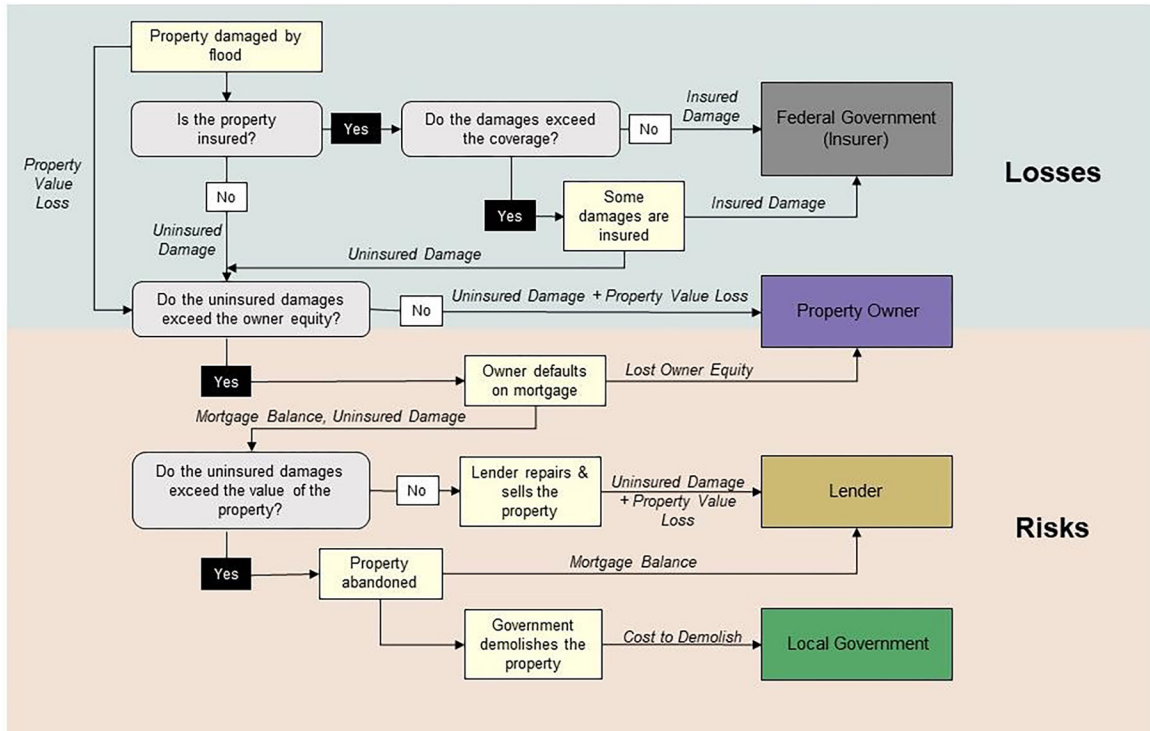 Property damaged by
flood
Is the property
insured?
Yes
Do the damages exceed
the coverage?
No
Insured
Damage
Federal Government
(Insurer)
Losses
Property
Value
Loss
No
Yes
Some
damages are
insured
Insured Damage
Uninsured
Damage
Uninsured Damage
Do the uninsured damages
exceed the owner equity?
No
Uninsured Damage + Property Value Loss
Property Owner
Yes
Owner defaults
on mortgage
Lost Owner Equity
Mortgage Balance, Uninsured Damage
Do the uninsured damages
exceed the value of the
property?
No
Lender repairs &
sells the
property
Uninsured Damage
+ Property Value
Loss
Lender
Risks
Yes
Property
abandoned
Mortgage Balance
Government
demolishes the
property
Cost to Demolish
Local Government